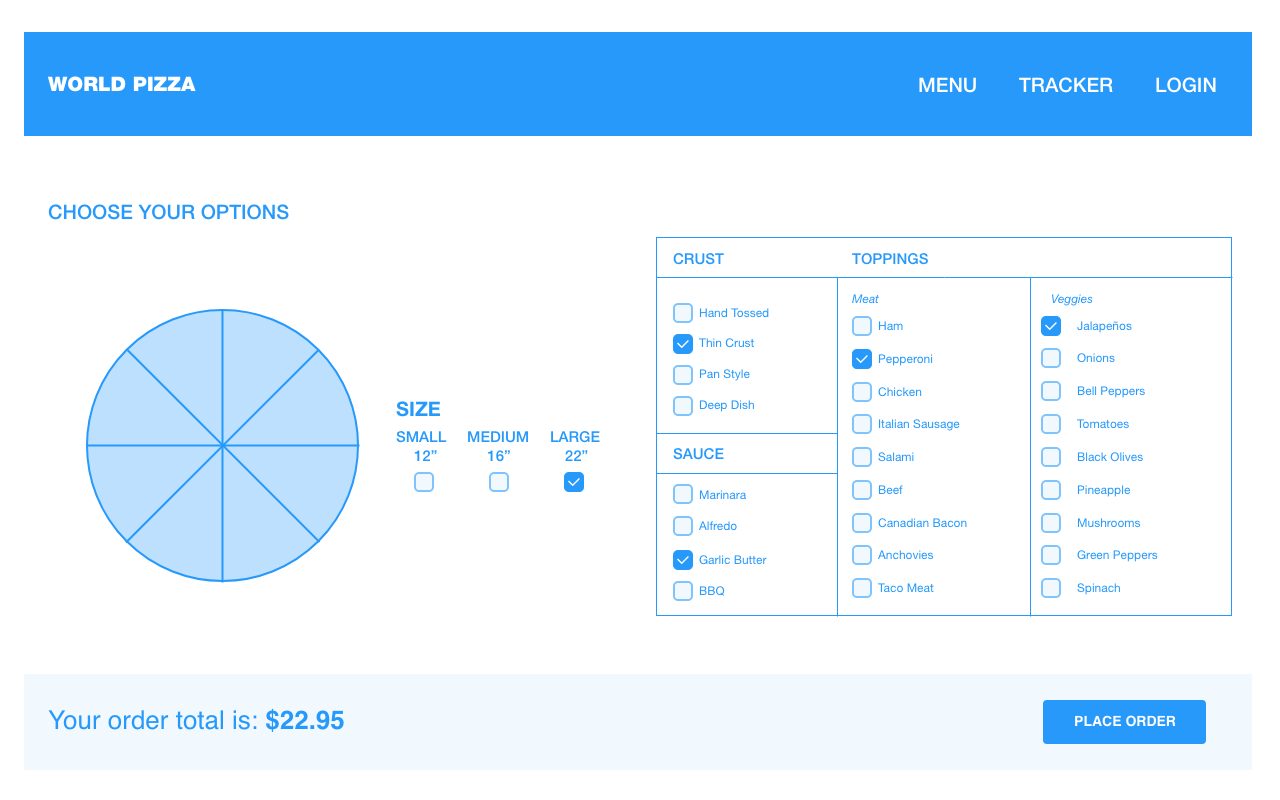 WORLD PIZZA
MENU TRACKER LOGIN
CHOOSE YOUR OPTIONS
SIZE
SMALL MEDIUM LARGE
12” 16” 22”
CRUST
Hand Tossed
Thin Crust
Pan Style
Deep Dish
SAUCE
Marinara
Alfredo
Garlic Butter
BBQ
TOPPINGS
Meat
Ham
Pepperoni
Chicken
Italian Sausage
Salami
Beef
Canadian Bacon
Anchovies
Taco Meat
Veggies
Jalapeños
Onions
Bell Peppers
Tomatoes
Black Olives
Pineapple
Mushrooms
Green Peppers
Spinach
Your order total is: $22.95
PLACE ORDER